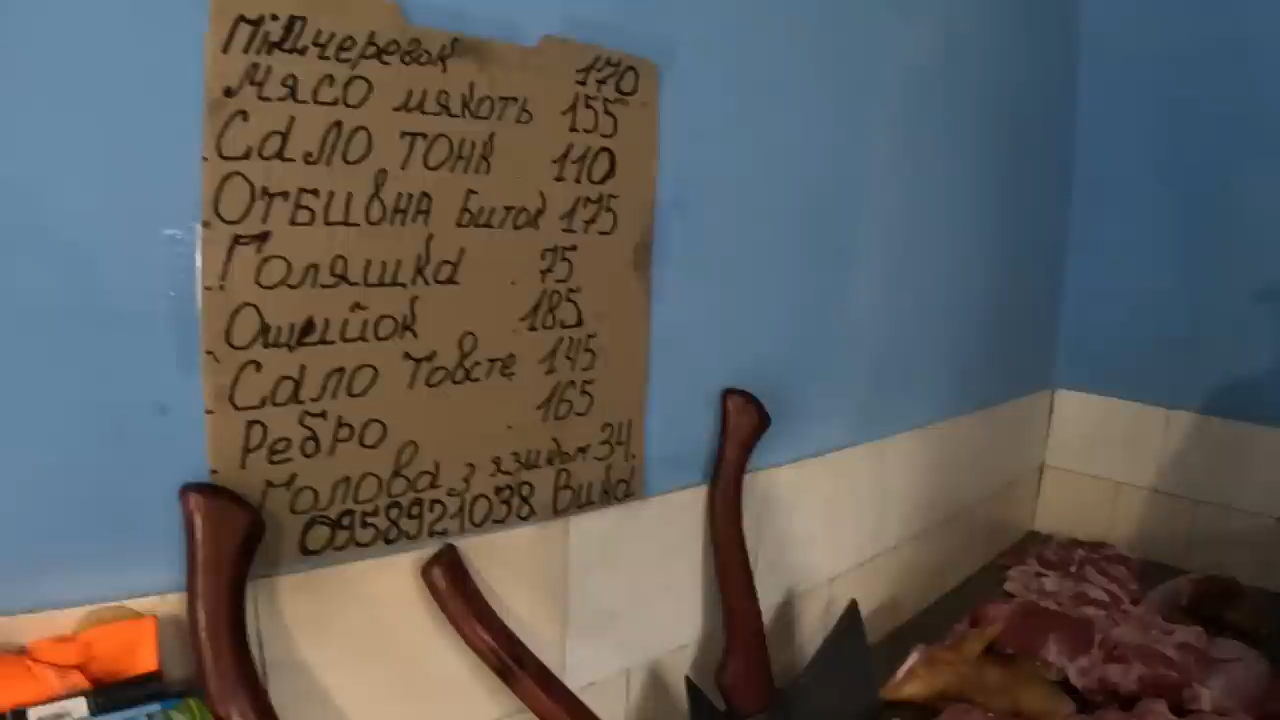 Підчеревок 170
Мясо мякоть 155
Сало тонк 110
Отбивна Биток 175
Голяшка 75
Ошийок 185
Сало товсте 145
Ребро 165
Голова з язиком 34.
0958921038 Вика